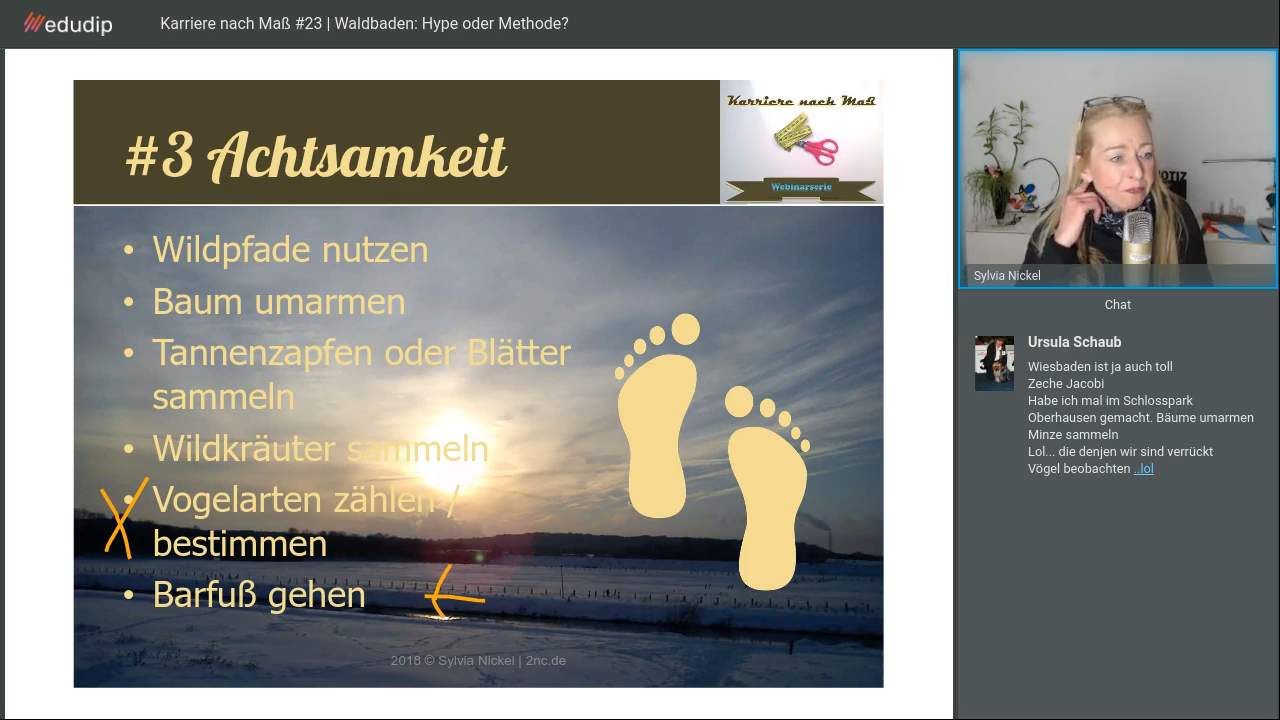 edudip
Karriere nach Maß #23 | Waldbaden: Hype oder Methode?
#3 Achtsamkeit
Karriere nach Maß
Webinarserie
• Wildpfade nutzen
• Baum umarmen
• Tannenzapfen oder Blätter
sammeln
• Wildkräuter sammeln
• Vogelarten zählen /
bestimmen
• Barfuß gehen
2018 © Sylvia Nickel | 2nc.de
Sylvia Nickel
Chat
Ursula Schaub
Wiesbaden ist ja auch toll
Zeche Jacobi
Habe ich mal im Schlosspark
Oberhausen gemacht. Bäume umarmen
Minze sammeln
Lol... die denjen wir sind verrückt
Vögel beobachten ..lol